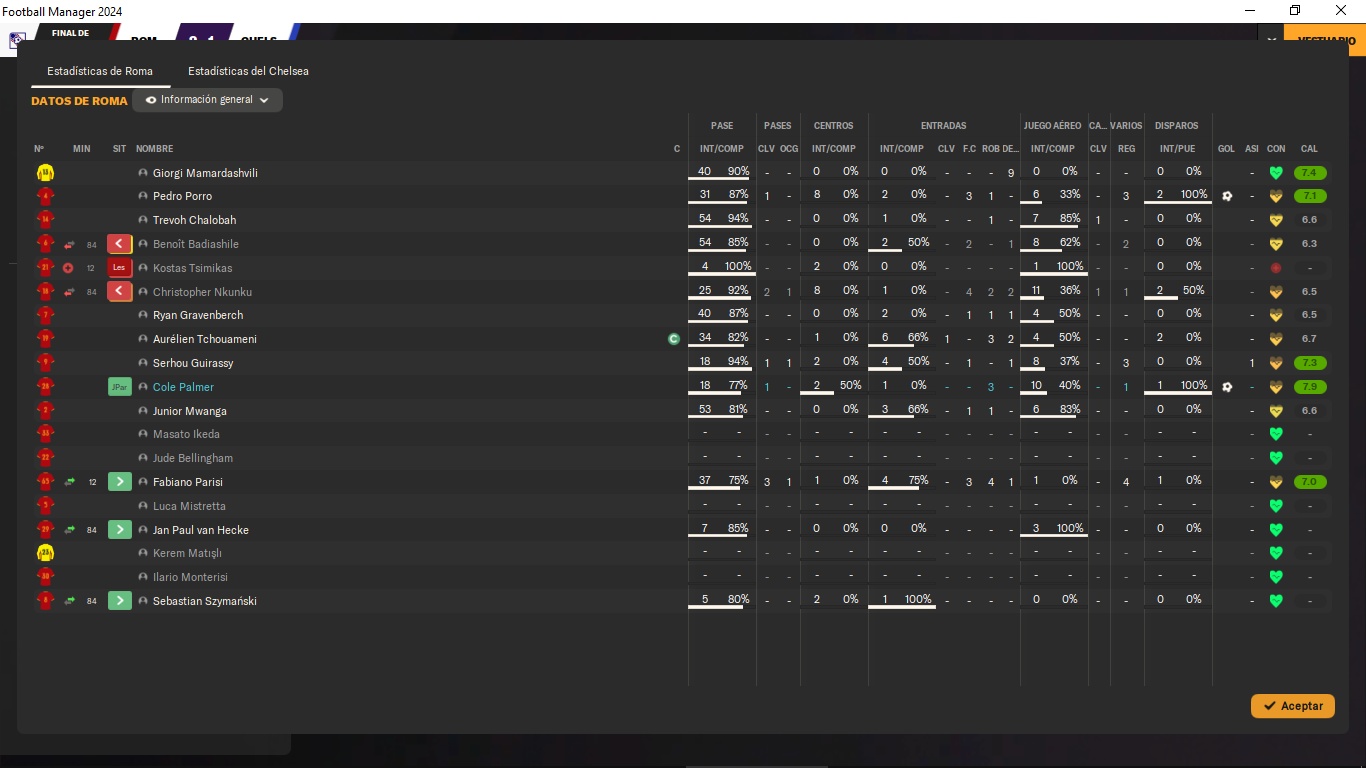 Football Manager 2024
FINAL DE
Estadísticas de Roma Estadísticas del Chelsea
DATOS DE ROMA Información general
PASE PASES CENTROS ENTRADAS JUEGO AÉREO CA... VARIOS DISPAROS
Nº MIN SIT NOMBRE C INT/COMP CLV OCG INT/COMP INT/COMP CLV F.C ROB DE... INT/COMP CLV REG INT/PUE GOL ASI CON CAL
13 Giorgi Mamardashvili 40 90% - - 0 0% 0 0% - - - 9 0 0% - - 0 0% - 7.4
4 Pedro Porro 31 87% 1 - 8 0% 2 0% - 3 1 - 6 33% - 3 2 100% - 7.1
14 Trevoh Chalobah 54 94% - - 0 0% 1 0% - - 1 - 7 85% 1 - 0 0% - 6.6
6 84 Benoît Badiashile 54 85% - - 0 0% 2 50% - 2 - 1 8 62% - 2 0 0% - 6.3
21 12 Les Kostas Tsimikas 4 100% - - 2 0% 0 0% - - - - 1 100% - - 0 0% - -
18 84 Christopher Nkunku 25 92% 2 1 8 0% 1 0% - 4 2 2 11 36% 1 1 2 50% - 6.5
7 Ryan Gravenberch 40 87% - - 0 0% 2 0% - 1 1 1 4 50% - - 0 0% - 6.5
19 Aurélien Tchouameni C 34 82% - - 1 0% 6 66% 1 - 3 2 4 50% - - 2 0% - 6.7
9 Serhou Guirassy 18 94% 1 1 2 0% 4 50% - 1 - 1 8 37% - 3 0 0% 1 7.3
28 JPar Cole Palmer 18 77% 1 - 2 50% 1 0% - - 3 - 10 40% - 1 1 100% - 7.9
2 Junior Mwanga 53 81% - - 0 0% 3 66% - 1 1 - 6 83% - - 0 0% - 6.6
33 Masato Ikeda - - - - - - - - - - - - - - - - - - - -
22 Jude Bellingham - - - - - - - - - - - - - - - - - - - -
45 12 Fabiano Parisi 37 75% 3 1 1 0% 4 75% - 3 4 1 1 0% - 4 1 0% - 7.0
5 Luca Mistretta - - - - - - - - - - - - - - - - - - - -
29 84 Jan Paul van Hecke 7 85% - - 0 0% 0 0% - - - - 3 100% - - 0 0% - -
23 Kerem Matışlı - - - - - - - - - - - - - - - - - - - -
30 Ilario Monterisi - - - - - - - - - - - - - - - - - - - -
8 84 Sebastian Szymański 5 80% - - 2 0% 1 100% - - - - 0 0% - - 0 0% - -
Aceptar